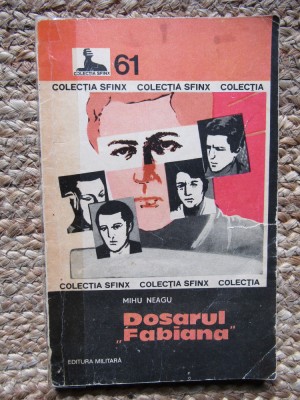 61
COLECȚIA SFINX
COLECȚIA SFINX COLECȚIA SFINX COLECȚIA
COLECȚIA SFINX COLECȚIA SFINX COLECȚIA
MIHU NEAGU
Dosarul
„Fabiana"
EDITURA MILITARĂ